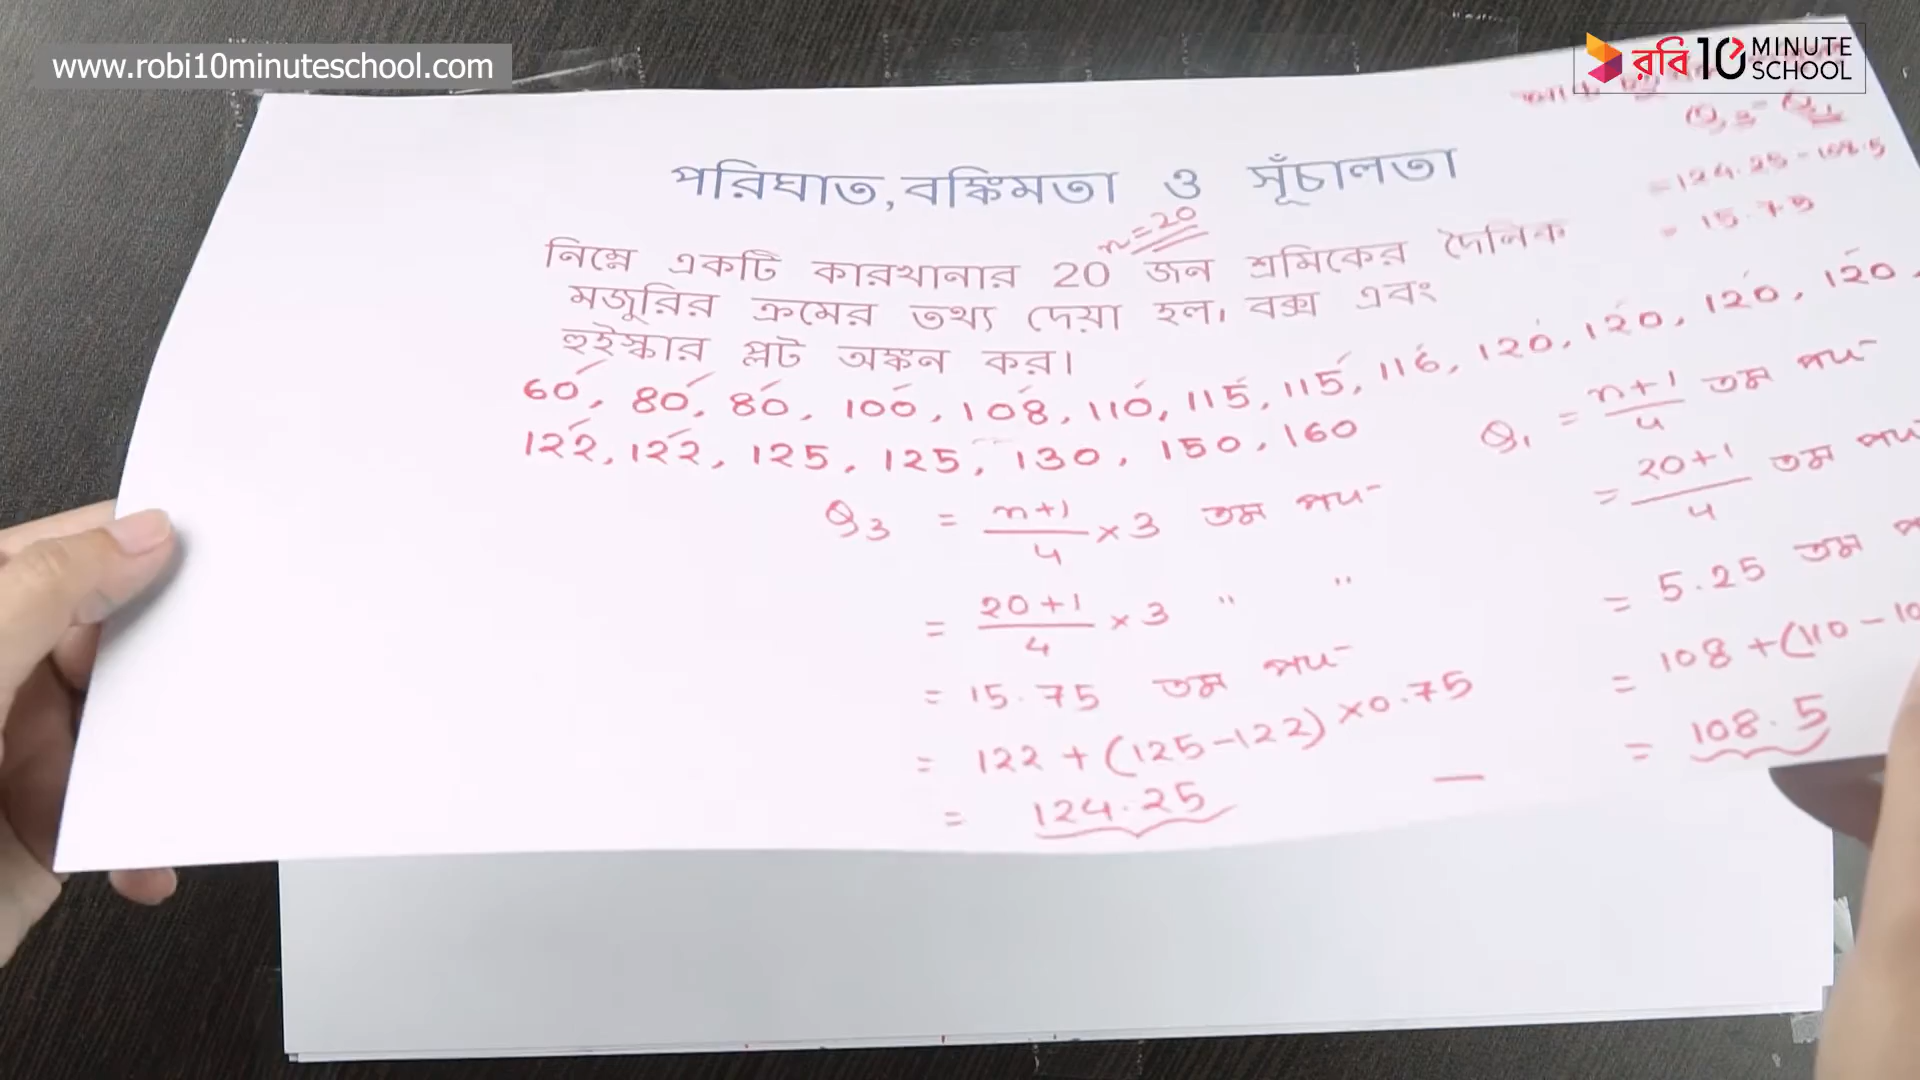 www.robi10minuteschool.com
রবি 10 MINUTE SCHOOL
পরিঘাত, বঙ্কিমতা ও সূঁচালতা
n=20
নিম্নে একটি কারখানার 20 জন শ্রমিকের দৈনিক
মজুরির ক্রমের তথ্য দেয়া হল। বক্স এবং
হুইস্কার প্লট অঙ্কন কর।
60, 80, 80, 100, 108, 110, 115, 115, 116, 120, 120, 120, 120,
122, 122, 125, 125, 130, 150, 160
Q3 = n+1/4 × 3 তম পদ
= 20+1/4 × 3 " "
= 15.75 তম পদ
= 122 + (125-122) × 0.75
= 124.25
Q3 - Q1
= 124.25 - 108.5
= 15.75
Q1 = n+1/4 তম পদ
= 20+1/4 তম পদ
= 5.25 তম
= 108 + (110 -
= 108.5